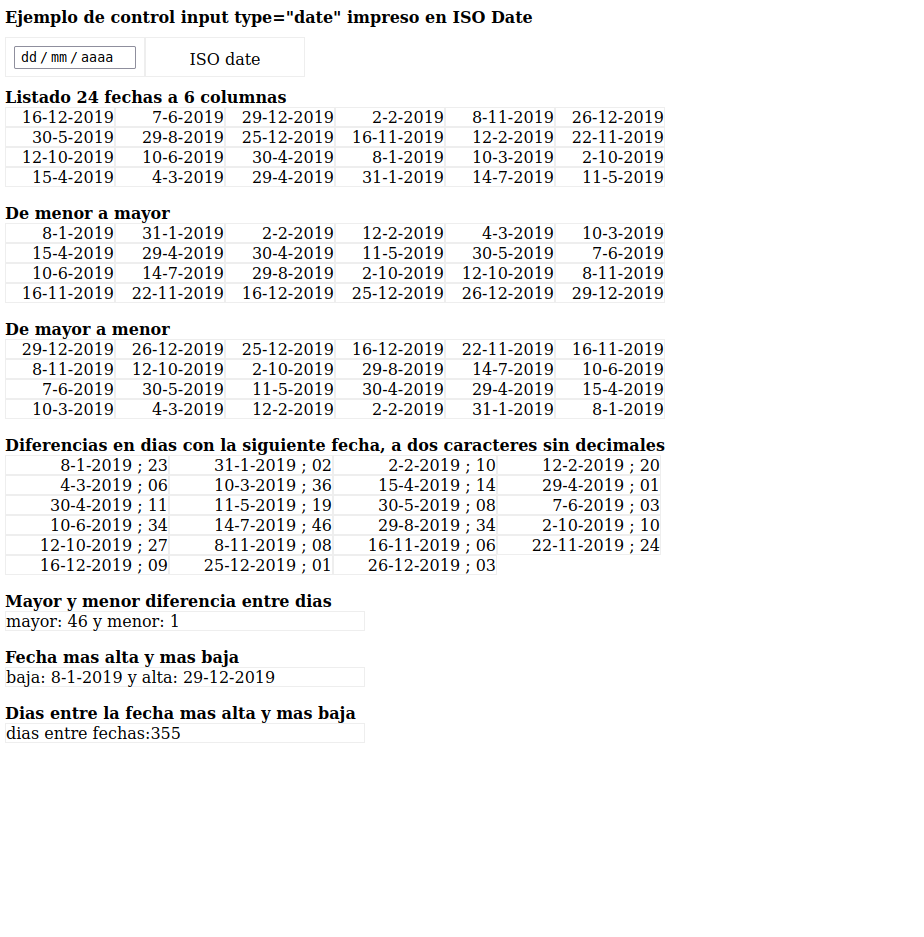 Ejemplo de control input type="date" impreso en ISO Date
dd / mm / aaaa ISO date
Listado 24 fechas a 6 columnas
16-12-2019 7-6-2019 29-12-2019 2-2-2019 8-11-2019 26-12-2019
30-5-2019 29-8-2019 25-12-2019 16-11-2019 12-2-2019 22-11-2019
12-10-2019 10-6-2019 30-4-2019 8-1-2019 10-3-2019 2-10-2019
15-4-2019 4-3-2019 29-4-2019 31-1-2019 14-7-2019 11-5-2019
De menor a mayor
8-1-2019 31-1-2019 2-2-2019 12-2-2019 4-3-2019 10-3-2019
15-4-2019 29-4-2019 30-4-2019 11-5-2019 30-5-2019 7-6-2019
10-6-2019 14-7-2019 29-8-2019 2-10-2019 12-10-2019 8-11-2019
16-11-2019 22-11-2019 16-12-2019 25-12-2019 26-12-2019 29-12-2019
De mayor a menor
29-12-2019 26-12-2019 25-12-2019 16-12-2019 22-11-2019 16-11-2019
8-11-2019 12-10-2019 2-10-2019 29-8-2019 14-7-2019 10-6-2019
7-6-2019 30-5-2019 11-5-2019 30-4-2019 29-4-2019 15-4-2019
10-3-2019 4-3-2019 12-2-2019 2-2-2019 31-1-2019 8-1-2019
Diferencias en dias con la siguiente fecha, a dos caracteres sin decimales
8-1-2019 ; 23 31-1-2019 ; 02 2-2-2019 ; 10 12-2-2019 ; 20
4-3-2019 ; 06 10-3-2019 ; 36 15-4-2019 ; 14 29-4-2019 ; 01
30-4-2019 ; 11 11-5-2019 ; 19 30-5-2019 ; 08 7-6-2019 ; 03
10-6-2019 ; 34 14-7-2019 ; 46 29-8-2019 ; 34 2-10-2019 ; 10
12-10-2019 ; 27 8-11-2019 ; 08 16-11-2019 ; 06 22-11-2019 ; 24
16-12-2019 ; 09 25-12-2019 ; 01 26-12-2019 ; 03
Mayor y menor diferencia entre dias
mayor: 46 y menor: 1
Fecha mas alta y mas baja
baja: 8-1-2019 y alta: 29-12-2019
Dias entre la fecha mas alta y mas baja
dias entre fechas:355